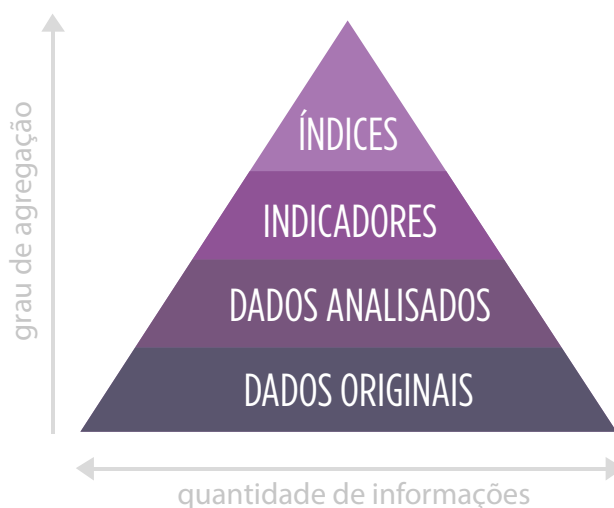 grau de agregação
ÍNDICES
INDICADORES
DADOS ANALISADOS
DADOS ORIGINAIS
quantidade de informações